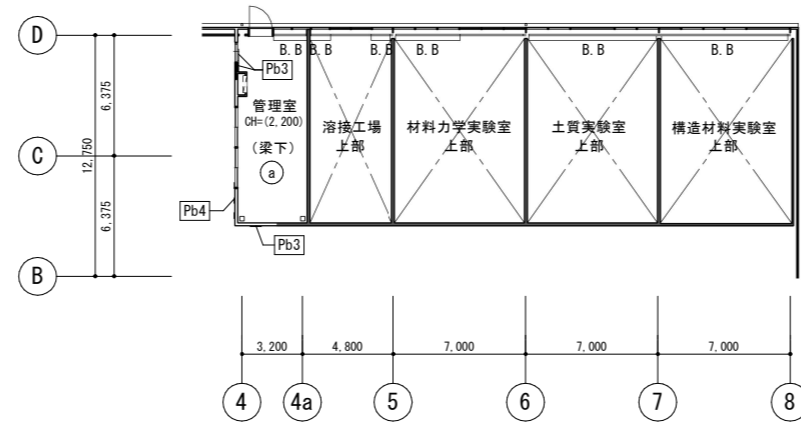 D
C
B
6,375
12,750
6,375
B.B
B.B
B.B
B.B
B.B
B.B
Pb3
管理室
CH=(2,200)
(梁下)
a
溶接工場
上部
材料力学実験室
上部
土質実験室
上部
構造材料実験室
上部
Pb4
Pb3
3,200
4,800
7,000
7,000
7,000
4
4a
5
6
7
8